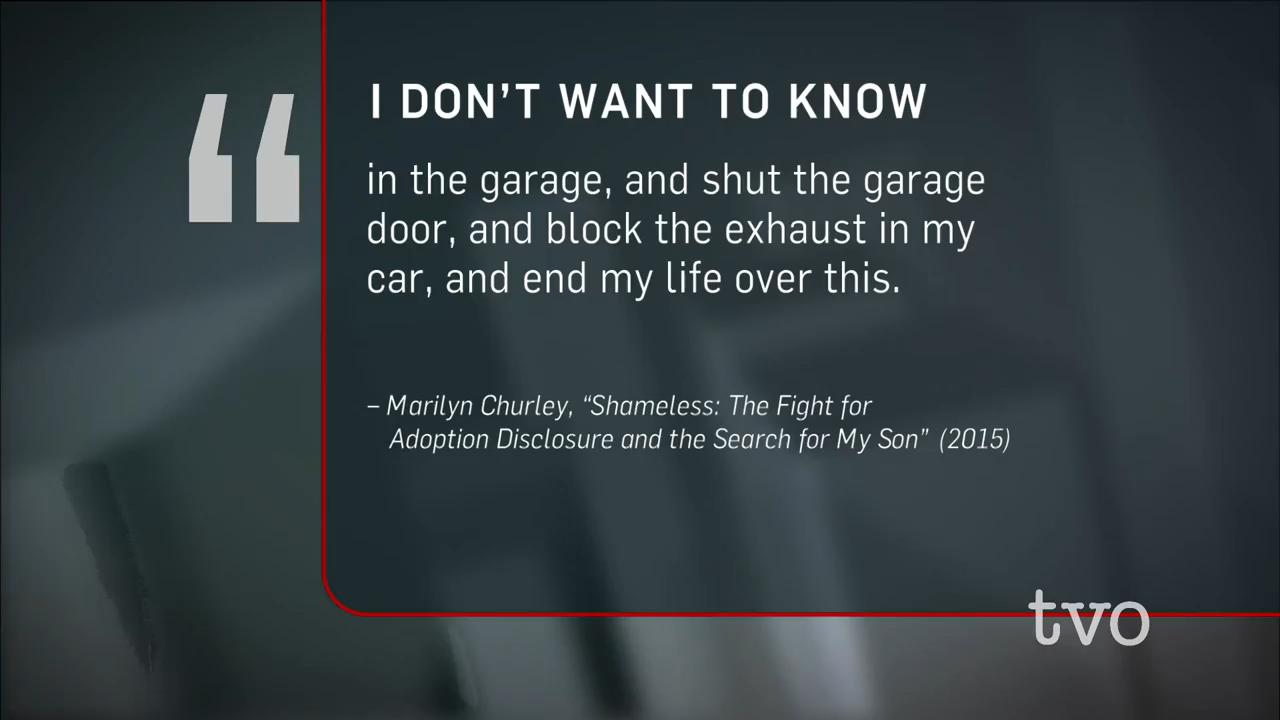 “
I DON’T WANT TO KNOW
in the garage, and shut the garage
door, and block the exhaust in my
car, and end my life over this.
– Marilyn Churley, “Shameless: The Fight for
Adoption Disclosure and the Search for My Son” (2015)
tvo